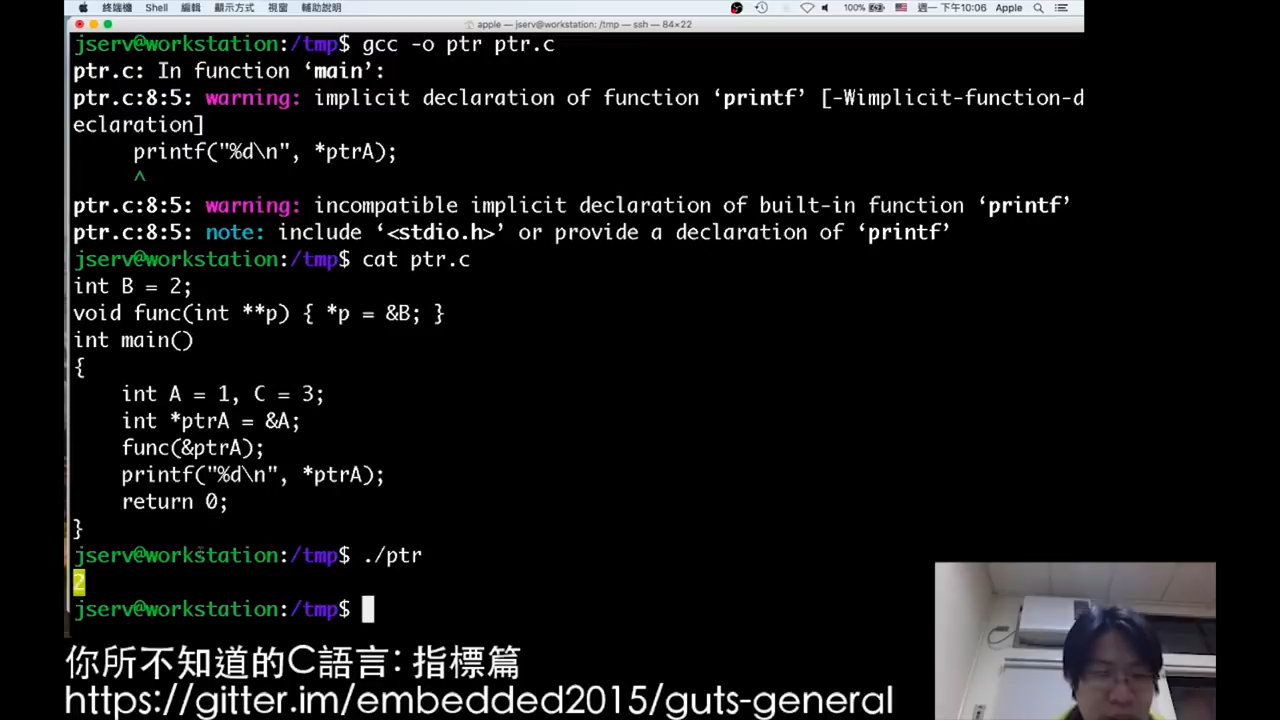 終端機 Shell 編輯 顯示方式 視窗 輔助說明 100% 週一 下午10:06 Apple
apple — jserv@workstation: /tmp — ssh — 84×22
jserv@workstation:/tmp$ gcc -o ptr ptr.c
ptr.c: In function ‘main’:
ptr.c:8:5: warning: implicit declaration of function ‘printf’ [-Wimplicit-function-d
eclaration]
printf("%d\n", *ptrA);
^
ptr.c:8:5: warning: incompatible implicit declaration of built-in function ‘printf’
ptr.c:8:5: note: include ‘<stdio.h>’ or provide a declaration of ‘printf’
jserv@workstation:/tmp$ cat ptr.c
int B = 2;
void func(int **p) { *p = &B; }
int main()
{
int A = 1, C = 3;
int *ptrA = &A;
func(&ptrA);
printf("%d\n", *ptrA);
return 0;
}
jserv@workstation:/tmp$ ./ptr
2
jserv@workstation:/tmp$
你所不知道的C語言: 指標篇
https://gitter.im/embedded2015/guts-general